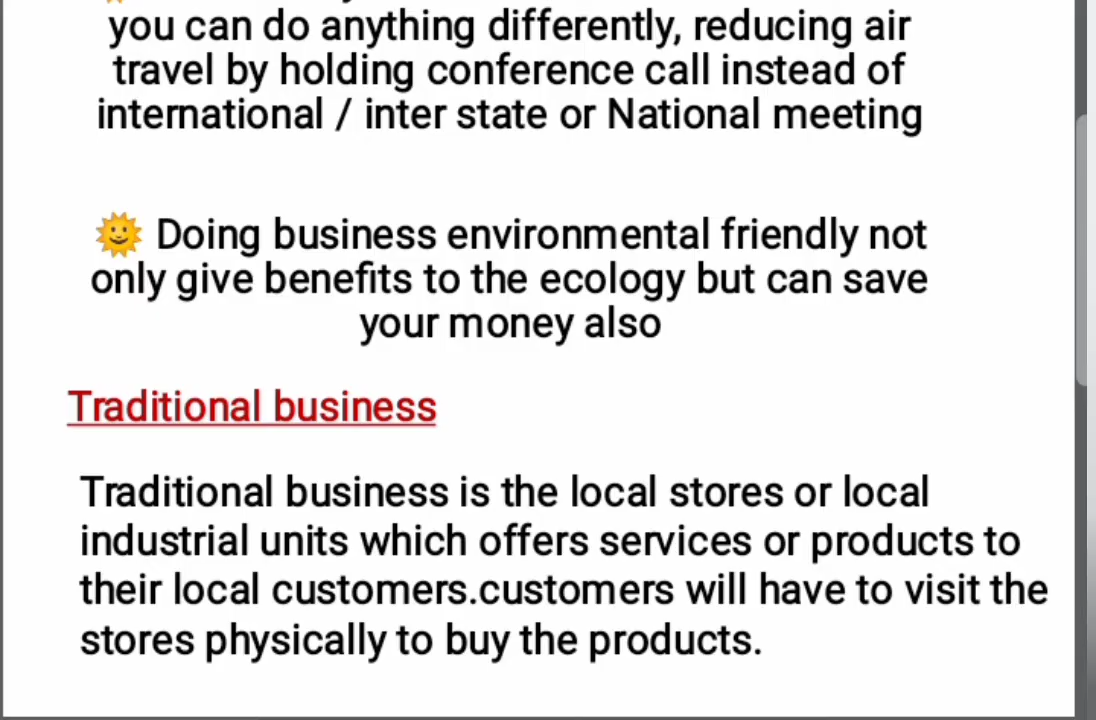 you can do anything differently, reducing air
travel by holding conference call instead of
international / inter state or National meeting
🌞 Doing business environmental friendly not
only give benefits to the ecology but can save
your money also
Traditional business
Traditional business is the local stores or local
industrial units which offers services or products to
their local customers.customers will have to visit the
stores physically to buy the products.